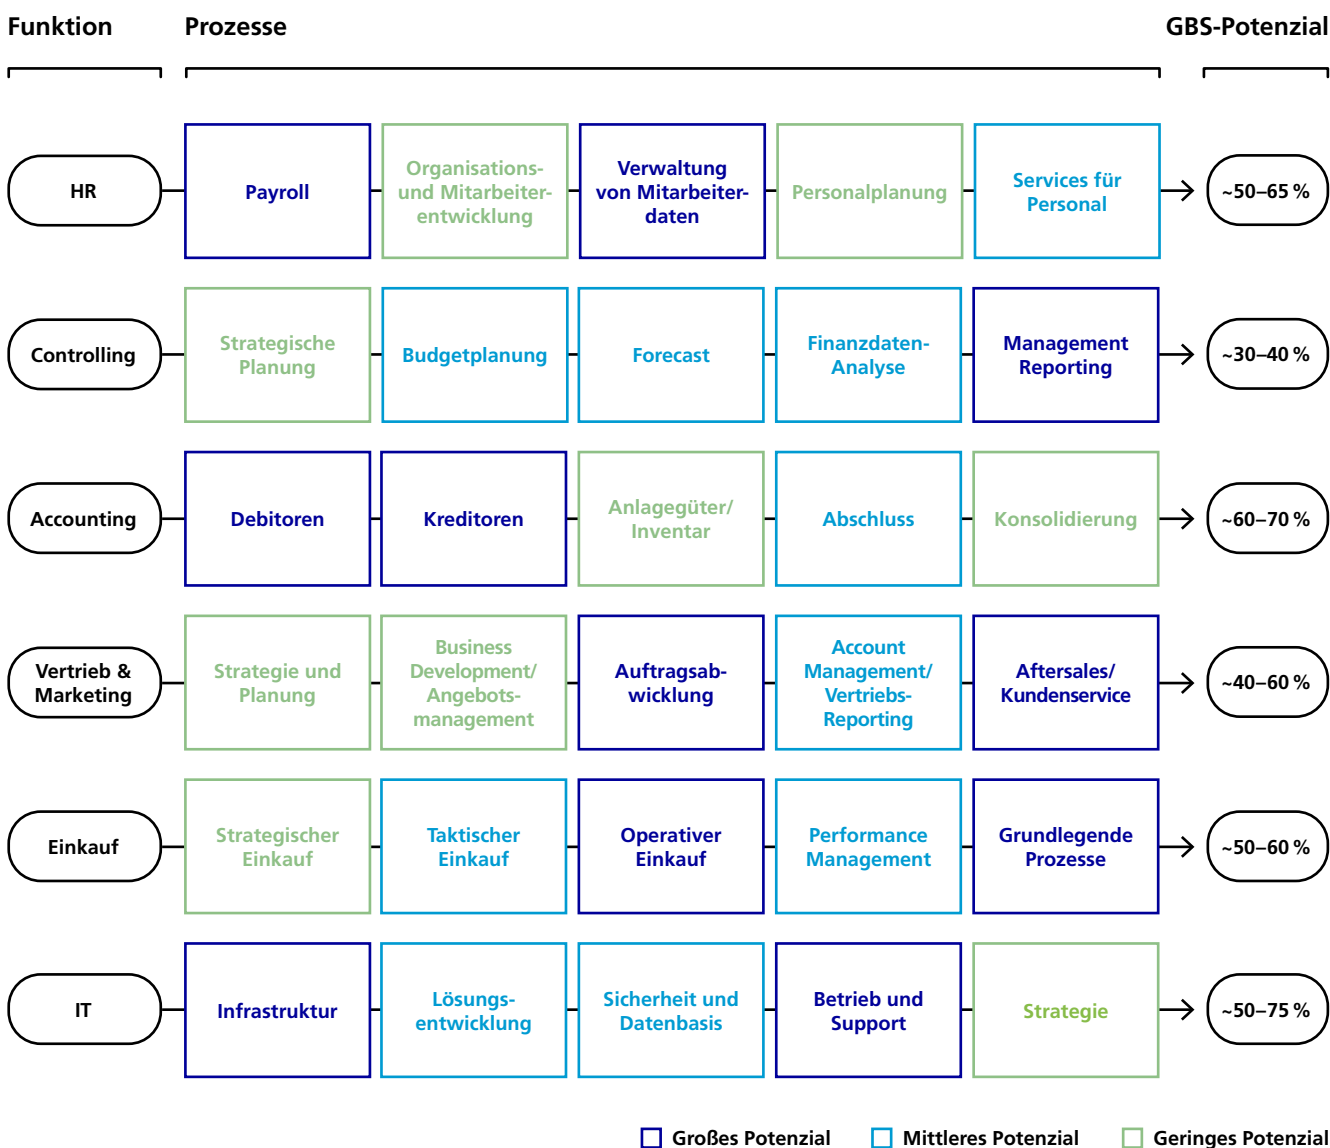 Funktion
Prozesse
GBS-Potenzial
HR
Payroll
Organisations-
und Mitarbeiter-
entwicklung
Verwaltung
von Mitarbeiter-
daten
Personalplanung
Services für
Personal
~50–65 %
Controlling
Strategische
Planung
Budgetplanung
Forecast
Finanzdaten-
Analyse
Management
Reporting
~30–40 %
Accounting
Debitoren
Kreditoren
Anlagegüter/
Inventar
Abschluss
Konsolidierung
~60–70 %
Vertrieb &
Marketing
Strategie und
Planung
Business
Development/
Angebots-
management
Auftragsab-
wicklung
Account
Management/
Vertriebs-
Reporting
Aftersales/
Kundenservice
~40–60 %
Einkauf
Strategischer
Einkauf
Taktischer
Einkauf
Operativer
Einkauf
Performance
Management
Grundlegende
Prozesse
~50–60 %
IT
Infrastruktur
Lösungs-
entwicklung
Sicherheit und
Datenbasis
Betrieb und
Support
Strategie
~50–75 %
Großes Potenzial
Mittleres Potenzial
Geringes Potenzial